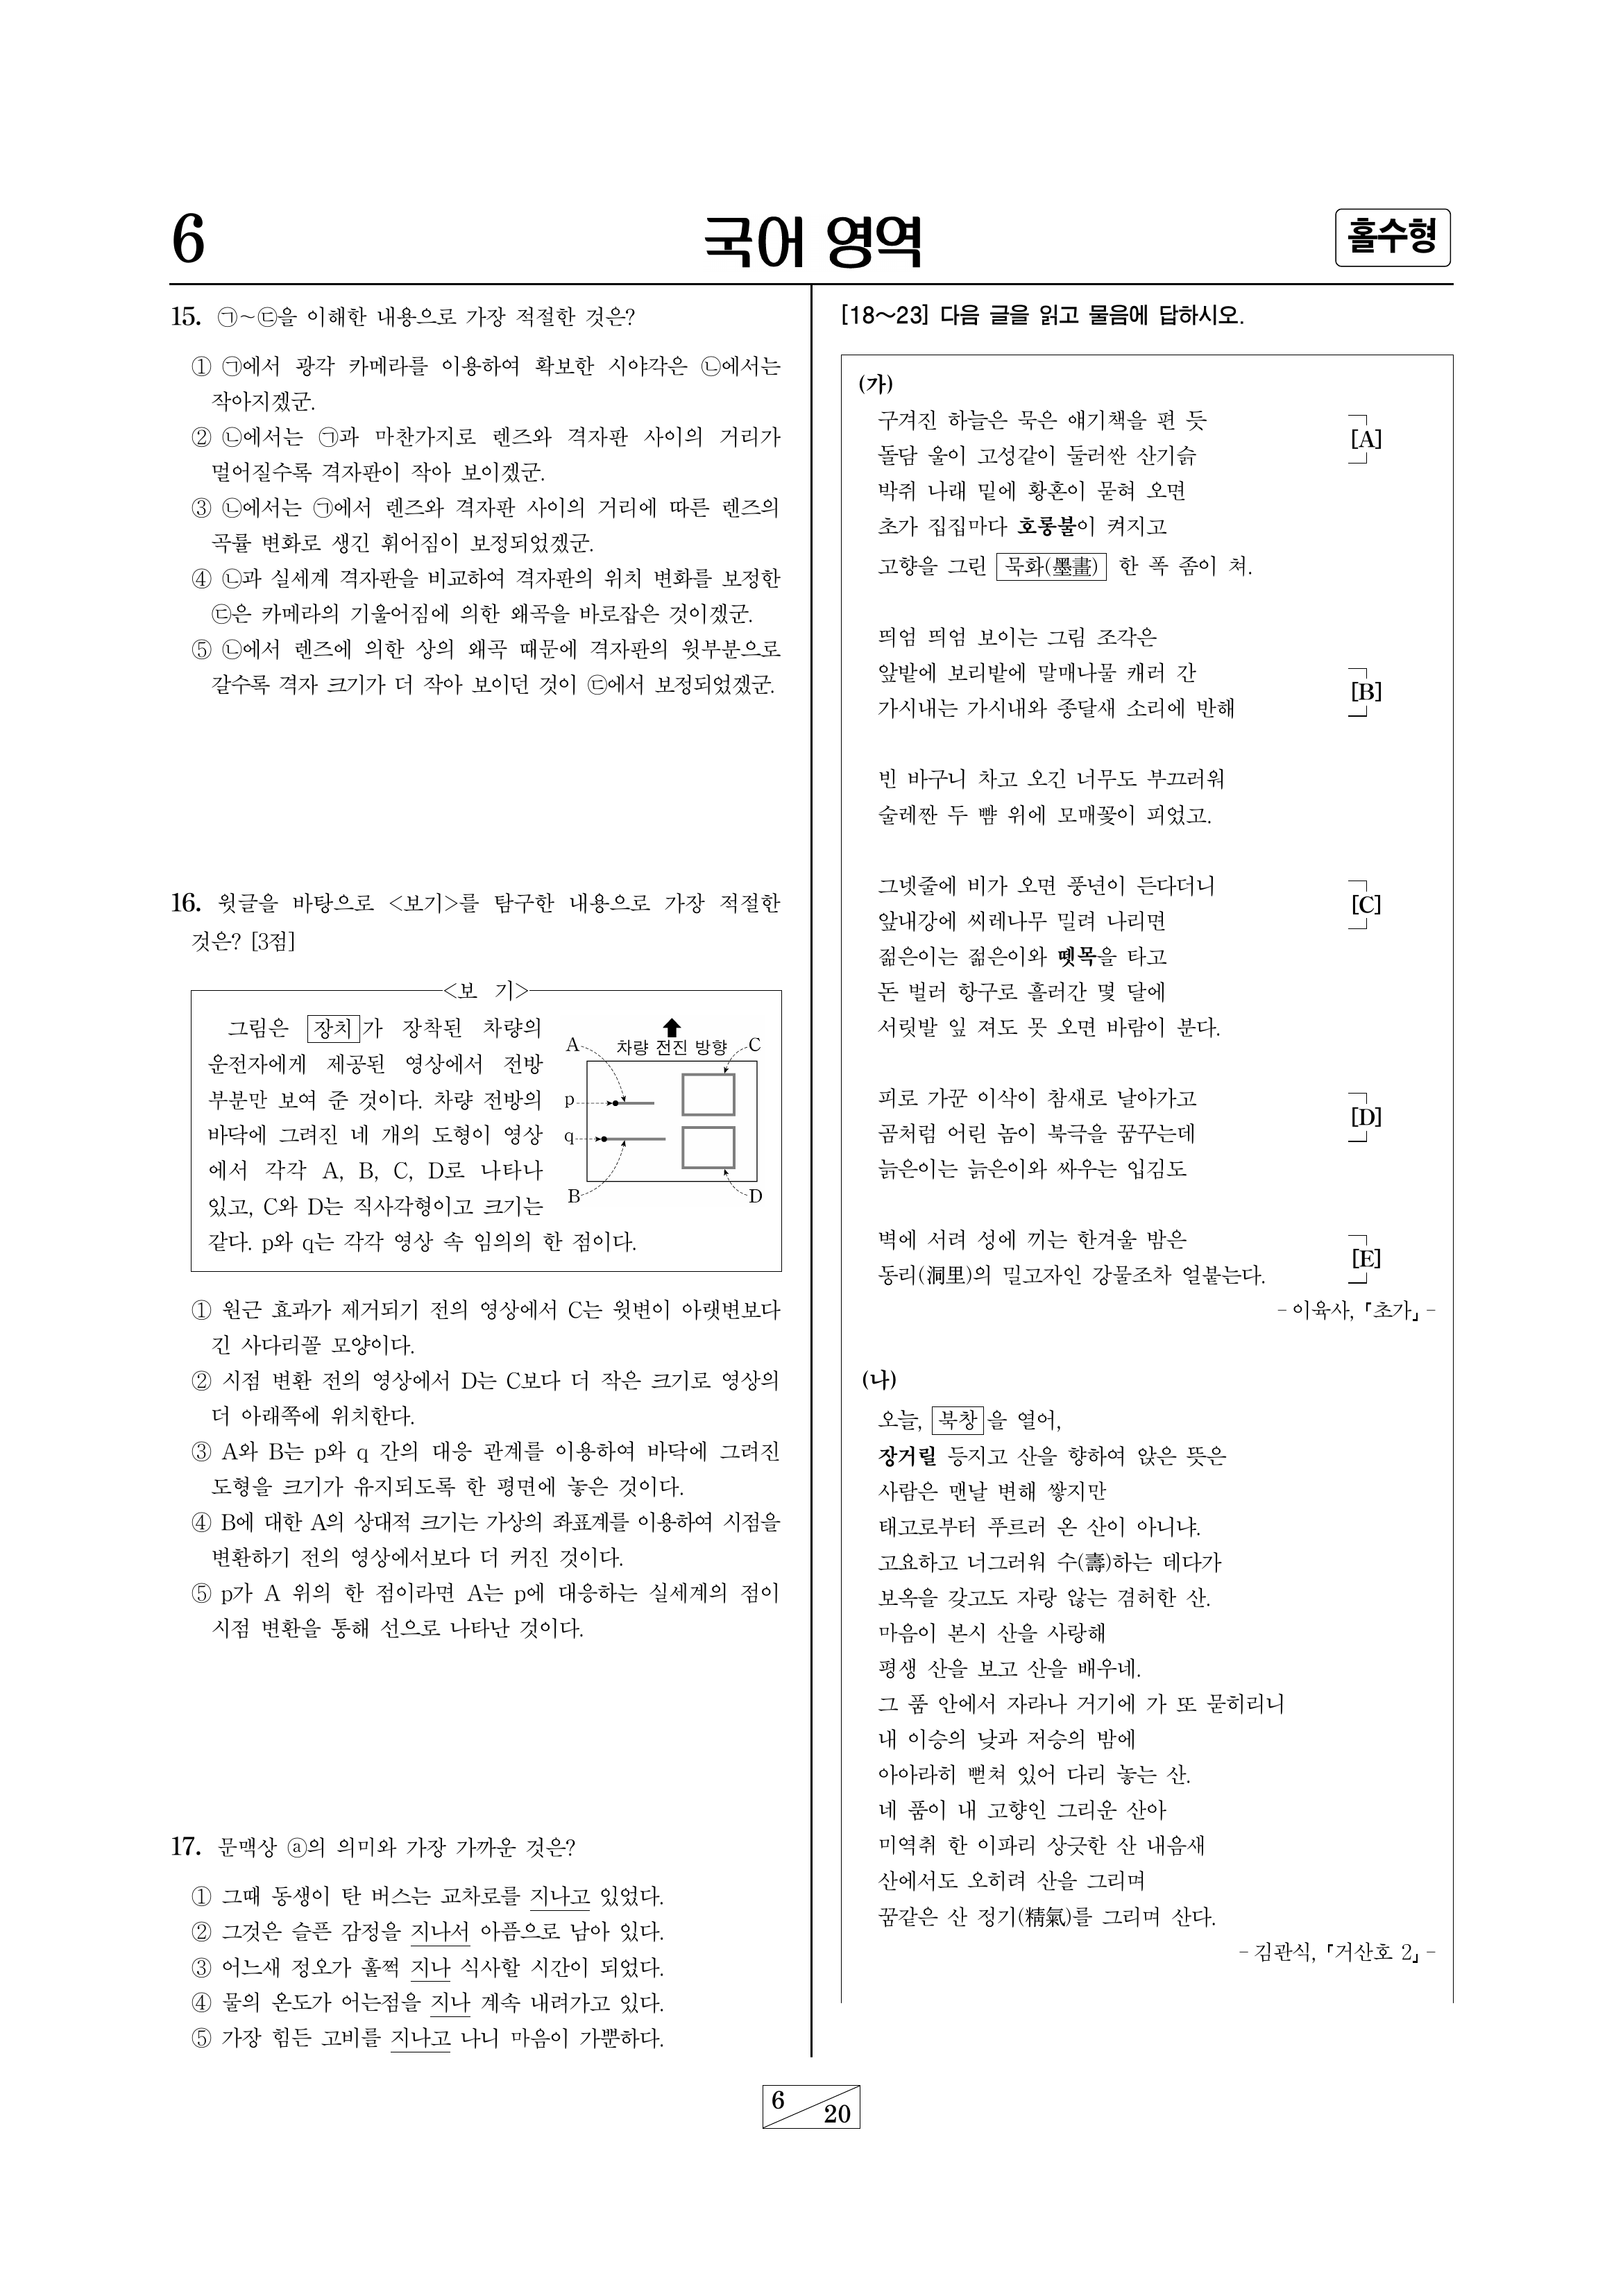 6
국어 영역
홀수형
15. ㉠~㉢을 이해한 내용으로 가장 적절한 것은?
① ㉠에서 광각 카메라를 이용하여 확보한 시야각은 ㉡에서는
작아지겠군.
② ㉡에서는 ㉠과 마찬가지로 렌즈와 격자판 사이의 거리가
멀어질수록 격자판이 작아 보이겠군.
③ ㉡에서는 ㉠에서 렌즈와 격자판 사이의 거리에 따른 렌즈의
곡률 변화로 생긴 휘어짐이 보정되었겠군.
④ ㉡과 실세계 격자판을 비교하여 격자판의 위치 변화를 보정한
㉢은 카메라의 기울어짐에 의한 왜곡을 바로잡은 것이겠군.
⑤ ㉡에서 렌즈에 의한 상의 왜곡 때문에 격자판의 윗부분으로
갈수록 격자 크기가 더 작아 보이던 것이 ㉢에서 보정되었겠군.
16. 윗글을 바탕으로 <보기>를 탐구한 내용으로 가장 적절한
것은? [3점]
<보 기>
그림은 장치가 장착된 차량의
운전자에게 제공된 영상에서 전방
부분만 보여 준 것이다. 차량 전방의
바닥에 그려진 네 개의 도형이 영상
에서 각각 A, B, C, D로 나타나
있고, C와 D는 직사각형이고 크기는
같다. p와 q는 각각 영상 속 임의의 한 점이다.
차량 전진 방향
A
C
p
q
B
D
① 원근 효과가 제거되기 전의 영상에서 C는 윗변이 아랫변보다
긴 사다리꼴 모양이다.
② 시점 변환 전의 영상에서 D는 C보다 더 작은 크기로 영상의
더 아래쪽에 위치한다.
③ A와 B는 p와 q 간의 대응 관계를 이용하여 바닥에 그려진
도형을 크기가 유지되도록 한 평면에 놓은 것이다.
④ B에 대한 A의 상대적 크기는 가상의 좌표계를 이용하여 시점을
변환하기 전의 영상에서보다 더 커진 것이다.
⑤ p가 A 위의 한 점이라면 A는 p에 대응하는 실세계의 점이
시점 변환을 통해 선으로 나타난 것이다.
17. 문맥상 ⓐ의 의미와 가장 가까운 것은?
① 그때 동생이 탄 버스는 교차로를 지나고 있었다.
② 그것은 슬픈 감정을 지나서 아픔으로 남아 있다.
③ 어느새 정오가 훌쩍 지나 식사할 시간이 되었다.
④ 물의 온도가 어는점을 지나 계속 내려가고 있다.
⑤ 가장 힘든 고비를 지나고 나니 마음이 가뿐하다.
[18~23] 다음 글을 읽고 물음에 답하시오.
(가)
구겨진 하늘은 묵은 얘기책을 편 듯
돌담 울이 고성같이 둘러싼 산기슭
[A]
박쥐 나래 밑에 황혼이 묻혀 오면
초가 집집마다 호롱불이 켜지고
고향을 그린 묵화(墨畫) 한 폭 좀이 쳐.
띄엄 띄엄 보이는 그림 조각은
앞밭에 보리밭에 말매나물 캐러 간
가시내는 가시내와 종달새 소리에 반해
[B]
빈 바구니 차고 오긴 너무도 부끄러워
술레짠 두 뺨 위에 모매꽃이 피었고.
그넷줄에 비가 오면 풍년이 든다더니
앞내강에 씨레나무 밀려 나리면
[C]
젊은이는 젊은이와 뗏목을 타고
돈 벌러 항구로 흘러간 몇 달에
서릿발 잎 져도 못 오면 바람이 분다.
피로 가꾼 이삭이 참새로 날아가고
곰처럼 어린 놈이 북극을 꿈꾸는데
[D]
늙은이는 늙은이와 싸우는 입김도
벽에 서려 성에 끼는 한겨울 밤은
동리(洞里)의 밀고자인 강물조차 얼붙는다.
[E]
- 이육사, 「초가」 -
(나)
오늘, 북창을 열어,
장거릴 등지고 산을 향하여 앉은 뜻은
사람은 맨날 변해 쌓지만
태고로부터 푸르러 온 산이 아니냐.
고요하고 너그러워 수(壽)하는 데다가
보옥을 갖고도 자랑 않는 겸허한 산.
마음이 본시 산을 사랑해
평생 산을 보고 산을 배우네.
그 품 안에서 자라나 거기에 가 또 묻히리니
내 이승의 낮과 저승의 밤에
아아라히 뻗쳐 있어 다리 놓는 산.
네 품이 내 고향인 그리운 산아
미역취 한 이파리 상긋한 산 내음새
산에서도 오히려 산을 그리며
꿈같은 산 정기(精氣)를 그리며 산다.
- 김관식, 「거산호 2」 -
6
20